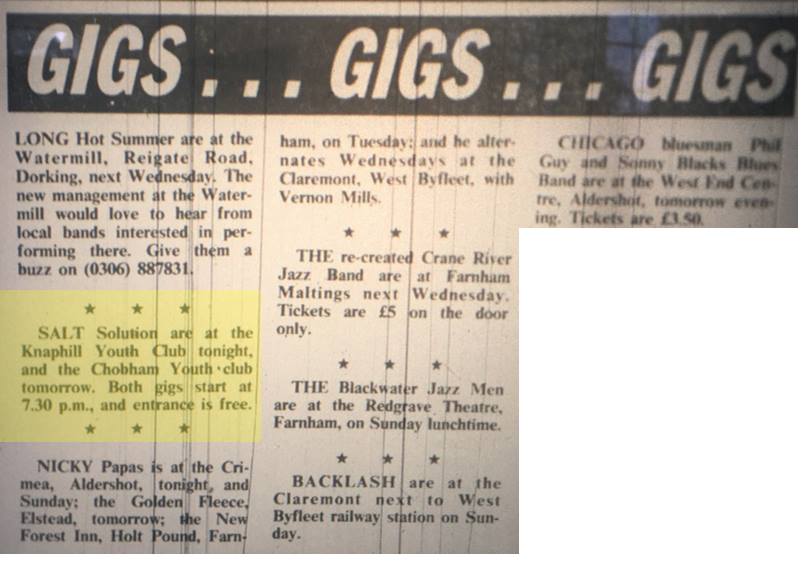 GIGS... GIGS... GIGS
LONG Hot Summer are at the
Watermill, Reigate Road,
Dorking, next Wednesday. The
new management at the Water-
mill would love to hear from
local bands interested in per-
forming there. Give them a
buzz on (0306) 887831.
★ ★ ★
SALT Solution are at the
Knaphill Youth Club tonight,
and the Chobham Youth club
tomorrow. Both gigs start at
7.30 p.m., and entrance is free.
★ ★ ★
NICKY Papas is at the Cri-
mea, Aldershot, tonight, and
Sunday; the Golden Fleece,
Elstead, tomorrow; the New
Forest Inn, Holt Pound, Farn-
ham, on Tuesday; and he alter-
nates Wednesdays at the
Claremont, West Byfleet, with
Vernon Mills.
★ ★ ★
THE re-created Crane River
Jazz Band are at Farnham
Maltings next Wednesday.
Tickets are £5 on the door
only.
★ ★ ★
THE Blackwater Jazz Men
are at the Redgrave Theatre,
Farnham, on Sunday lunchtime.
★ ★ ★
BACKLASH are at the
Claremont next to West
Byfleet railway station on Sun-
day.
CHICAGO bluesman Phil
Guy and Sonny Blacks Blues
Band are at the West End Cen-
tre, Aldershot, tomorrow even-
ing. Tickets are £3.50.